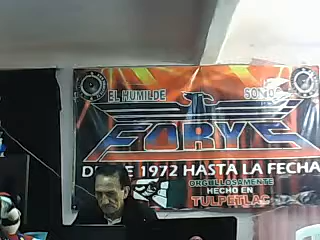 EL HUMILDE SONIDO
FORYS
DESDE 1972 HASTA LA FECHA
ORGULLOSAMENTE
HECHO EN
TULPETLAC